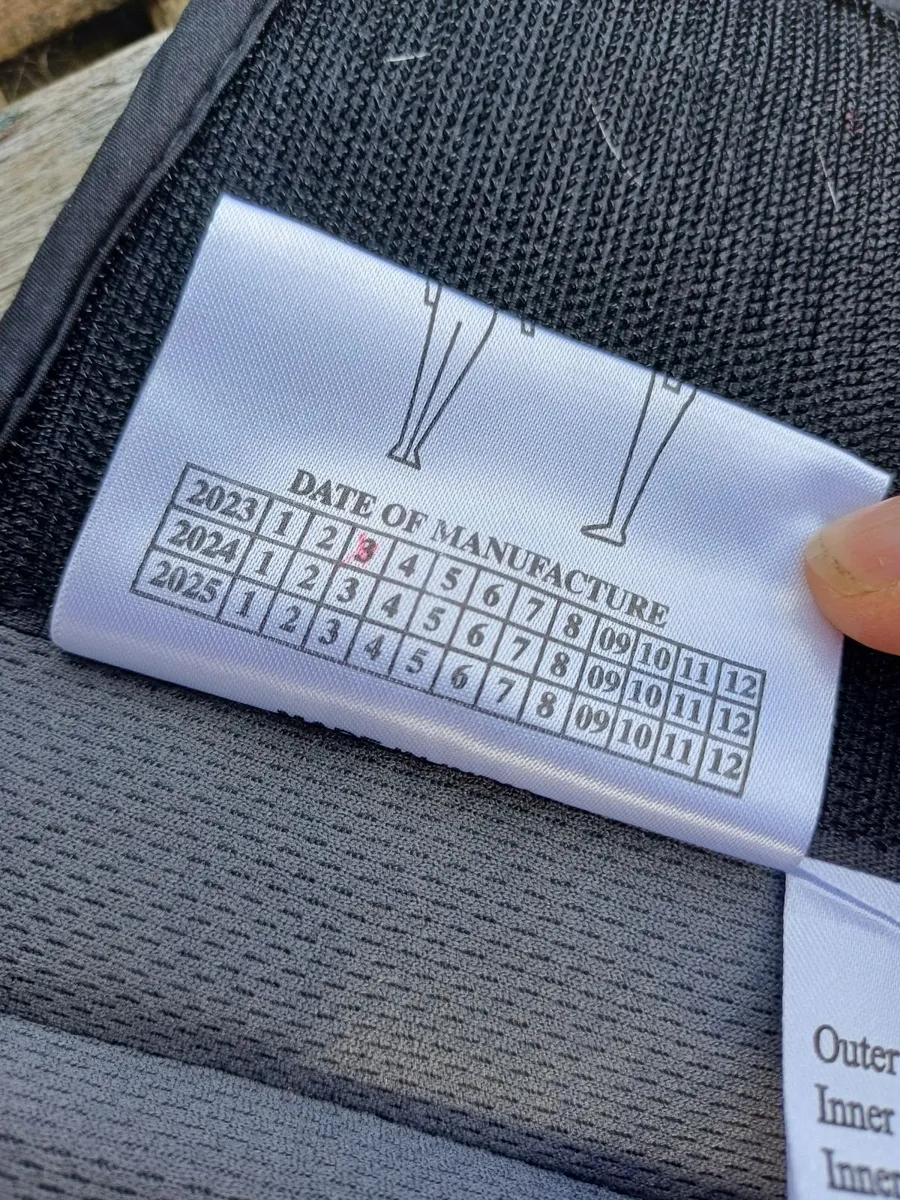 DATE OF MANUFACTURE
2023 1 2 3 4 5 6 7 8 09 10 11 12
2024 1 2 3 4 5 6 7 8 09 10 11 12
2025 1 2 3 4 5 6 7 8 09 10 11 12
Outer
Inner
Inner